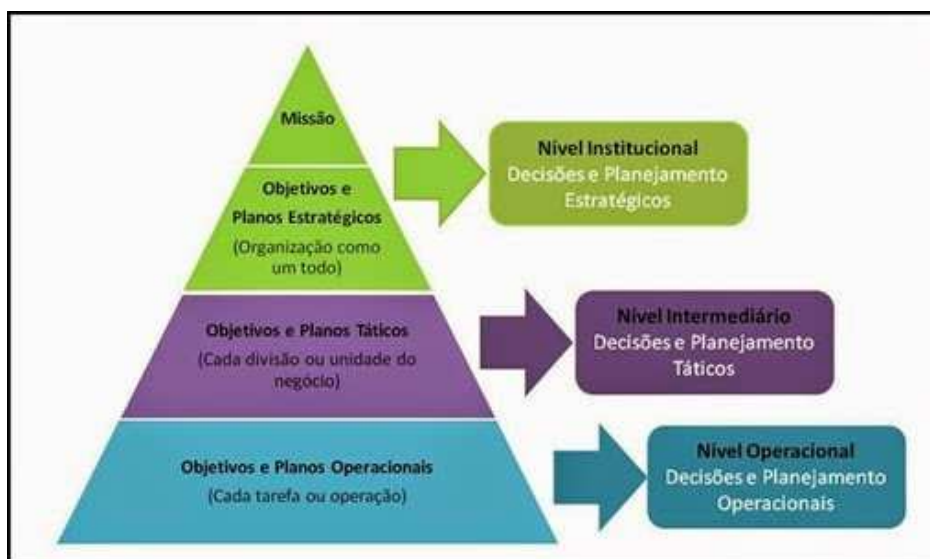 Missão
Objetivos e
Planos Estratégicos
(Organização como
um todo)
Nível Institucional
Decisões e Planejamento
Estratégicos
Objetivos e Planos Táticos
(Cada divisão ou unidade do
negócio)
Nível Intermediário
Decisões e Planejamento
Táticos
Objetivos e Planos Operacionais
(Cada tarefa ou operação)
Nível Operacional
Decisões e Planejamento
Operacionais